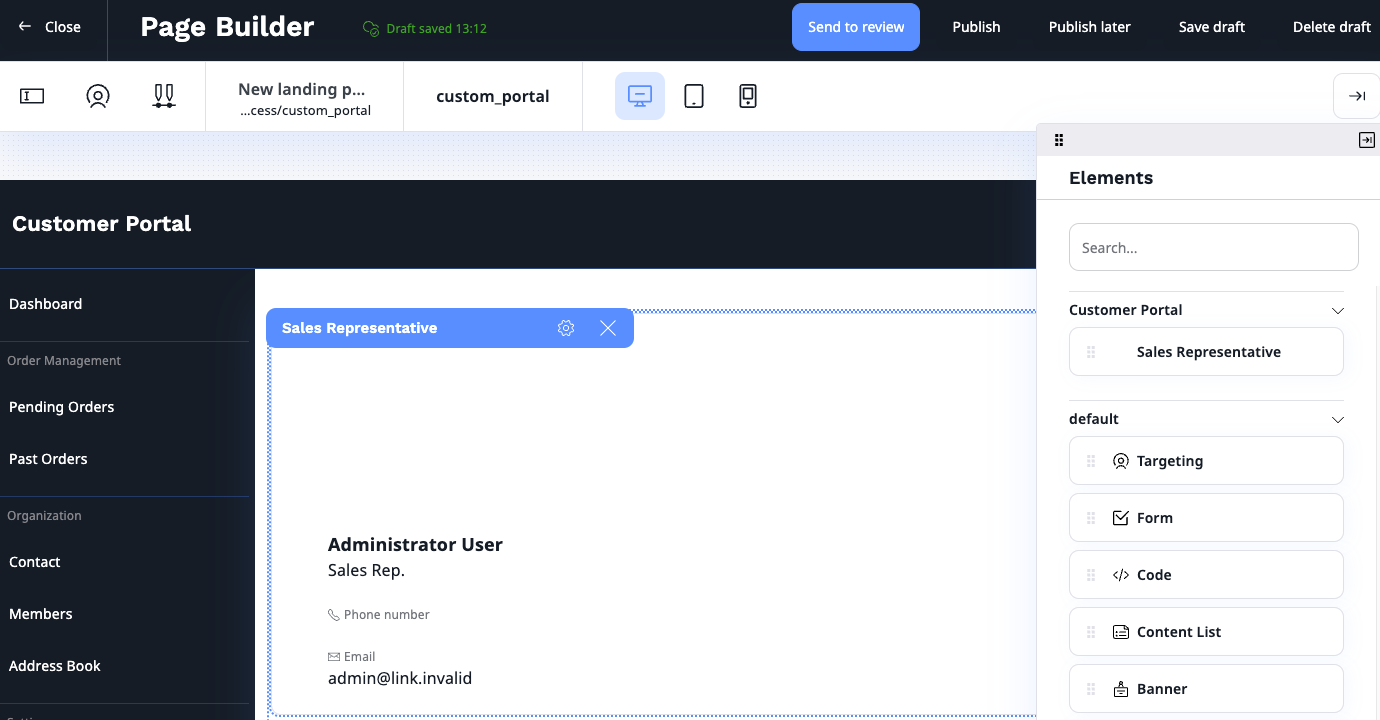 Close
Page Builder
Draft saved 13:12
Send to review
Publish
Publish later
Save draft
Delete draft
New landing p...
...cess/custom_portal
custom_portal
Elements
Search...
Customer Portal
Sales Representative
default
Targeting
Form
Code
Content List
Banner
Customer Portal
Dashboard
Order Management
Pending Orders
Past Orders
Organization
Contact
Members
Address Book
Sales Representative
Administrator User
Sales Rep.
Phone number
Email
admin@link.invalid